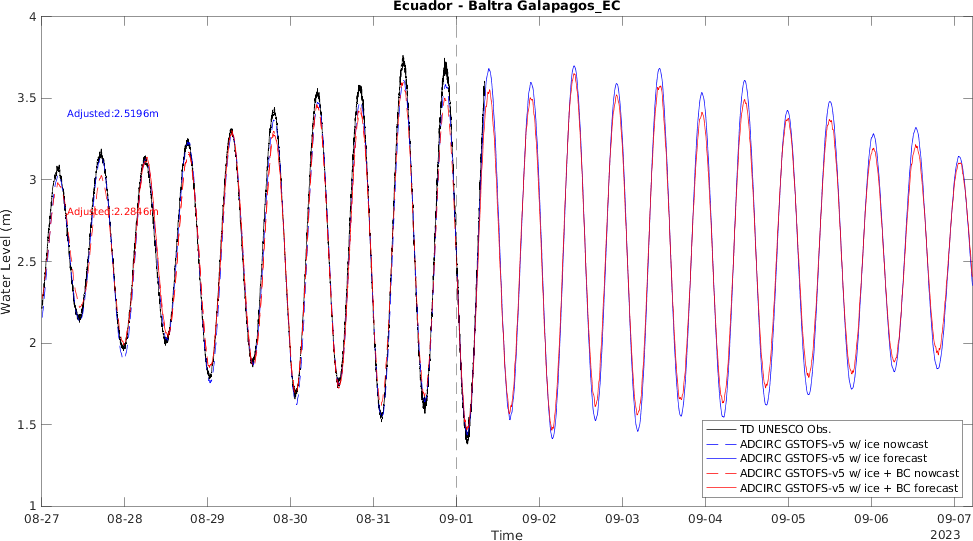 Ecuador - Baltra Galapagos_EC
4
3.5
3
2.5
2
1.5
1
Water Level (m)
Adjusted:2.5196m
Adjusted:2.2846m
TD UNESCO Obs.
ADCIRC GSTOFS-v5 w/ ice nowcast
ADCIRC GSTOFS-v5 w/ ice forecast
ADCIRC GSTOFS-v5 w/ ice + BC nowcast
ADCIRC GSTOFS-v5 w/ ice + BC forecast
08-27 08-28 08-29 08-30 08-31 09-01 09-02 09-03 09-04 09-05 09-06 09-07
Time
2023